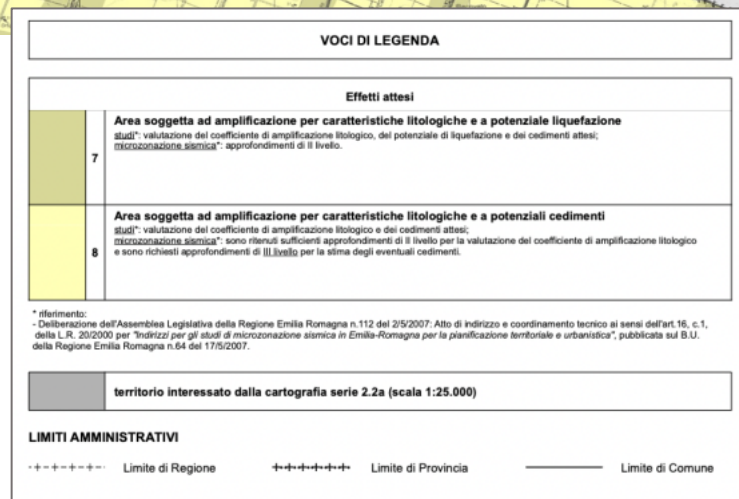 VOCI DI LEGENDA
Effetti attesi
7
Area soggetta ad amplificazione per caratteristiche litologiche e a potenziale liquefazione
studi*: valutazione del coefficiente di amplificazione litologico, del potenziale di liquefazione e dei cedimenti attesi;
microzonazione sismica*: approfondimenti di II livello.
8
Area soggetta ad amplificazione per caratteristiche litologiche e a potenziali cedimenti
studi*: valutazione del coefficiente di amplificazione litologico e dei cedimenti attesi;
microzonazione sismica*: sono ritenuti sufficienti approfondimenti di II livello per la valutazione del coefficiente di amplificazione litologico
e sono richiesti approfondimenti di III livello per la stima degli eventuali cedimenti.
* riferimento:
- Deliberazione dell'Assemblea Legislativa della Regione Emilia Romagna n.112 del 2/5/2007: Atto di indirizzo e coordinamento tecnico ai sensi dell'art.16, c.1,
della L.R. 20/2000 per "Indirizzi per gli studi di microzonazione sismica in Emilia-Romagna per la pianificazione territoriale e urbanistica", pubblicata sul B.U.
della Regione Emilia Romagna n.64 del 17/5/2007.
territorio interessato dalla cartografia serie 2.2a (scala 1:25.000)
LIMITI AMMINISTRATIVI
Limite di Regione
Limite di Provincia
Limite di Comune